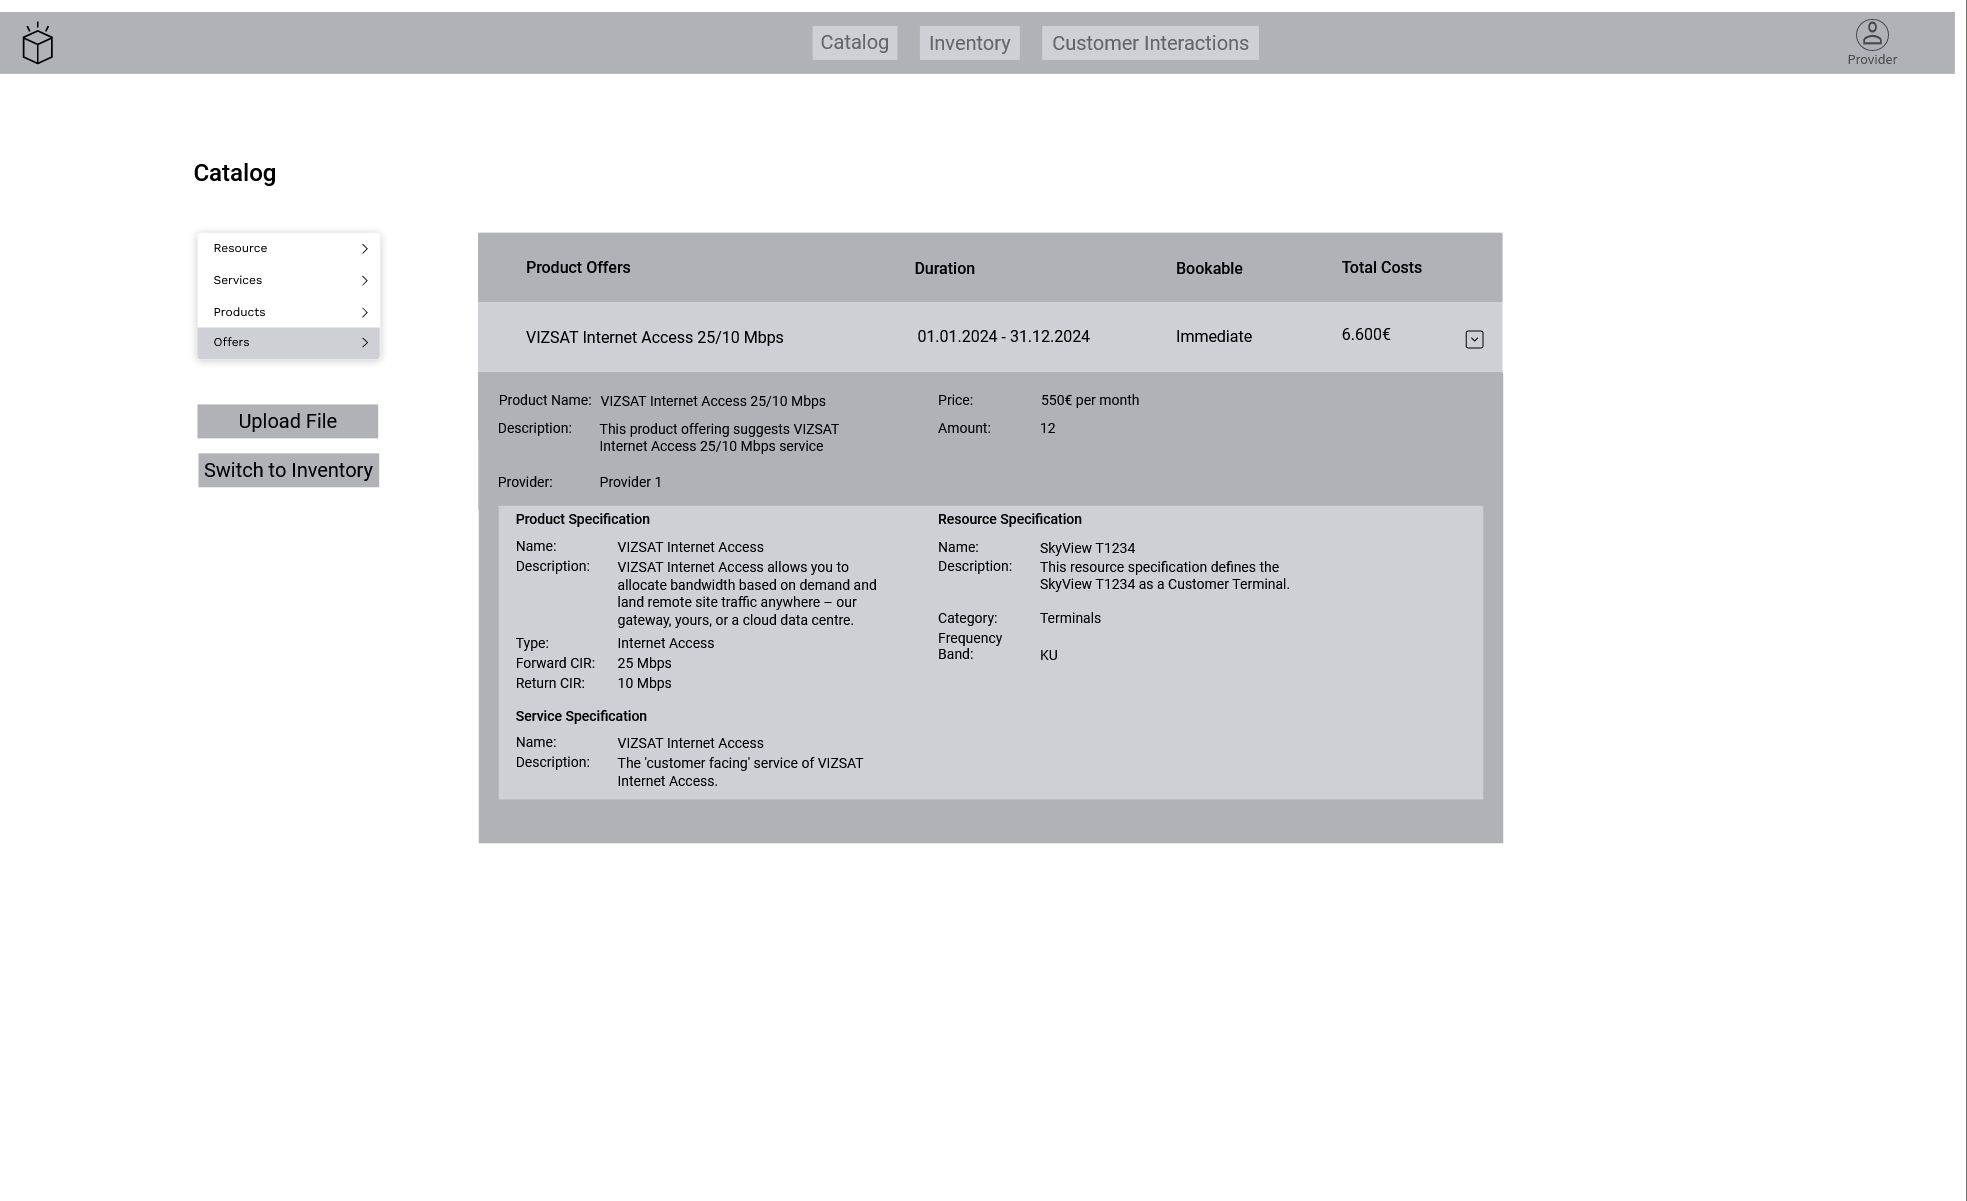 Catalog
Inventory
Customer Interactions
Provider
Catalog
Resource
Services
Products
Offers
Upload File
Switch to Inventory
Product Offers
Duration
Bookable
Total Costs
VIZSAT Internet Access 25/10 Mbps
01.01.2024 - 31.12.2024
Immediate
6.600€
Product Name: VIZSAT Internet Access 25/10 Mbps
Description: This product offering suggests VIZSAT
Internet Access 25/10 Mbps service
Provider: Provider 1
Price: 550€ per month
Amount: 12
Product Specification
Name: VIZSAT Internet Access
Description: VIZSAT Internet Access allows you to
allocate bandwidth based on demand and
land remote site traffic anywhere – our
gateway, yours, or a cloud data centre.
Type: Internet Access
Forward CIR: 25 Mbps
Return CIR: 10 Mbps
Service Specification
Name: VIZSAT Internet Access
Description: The 'customer facing' service of VIZSAT
Internet Access.
Resource Specification
Name: SkyView T1234
Description: This resource specification defines the
SkyView T1234 as a Customer Terminal.
Category: Terminals
Frequency
Band: KU